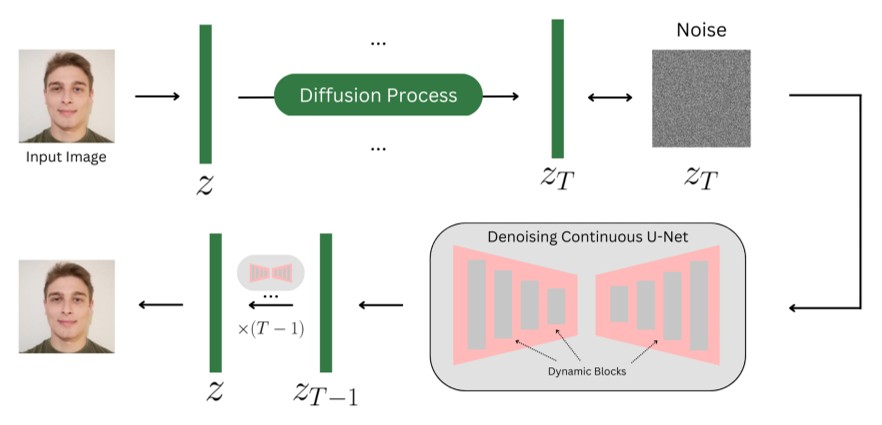 Noise
...
Diffusion Process
...
Input Image
z
z_T
z_T
Denoising Continuous U-Net
...
×(T − 1)
Dynamic Blocks
z
z_{T−1}